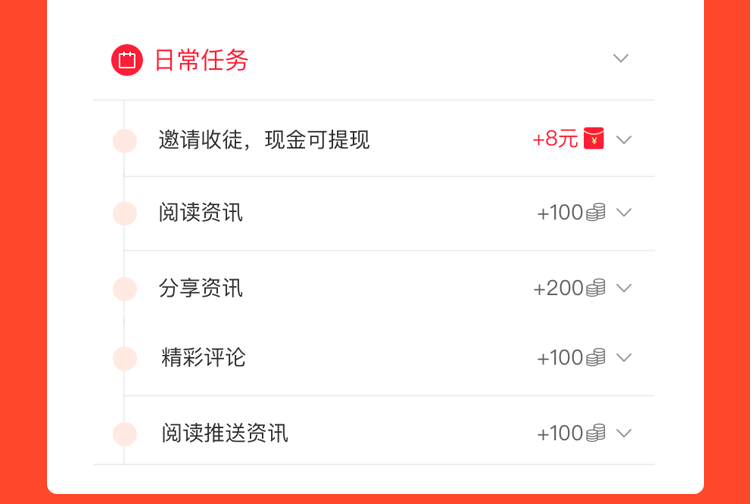 日常任务
邀请收徒，现金可提现 +8元 ¥
阅读资讯 +100
分享资讯 +200
精彩评论 +100
阅读推送资讯 +100